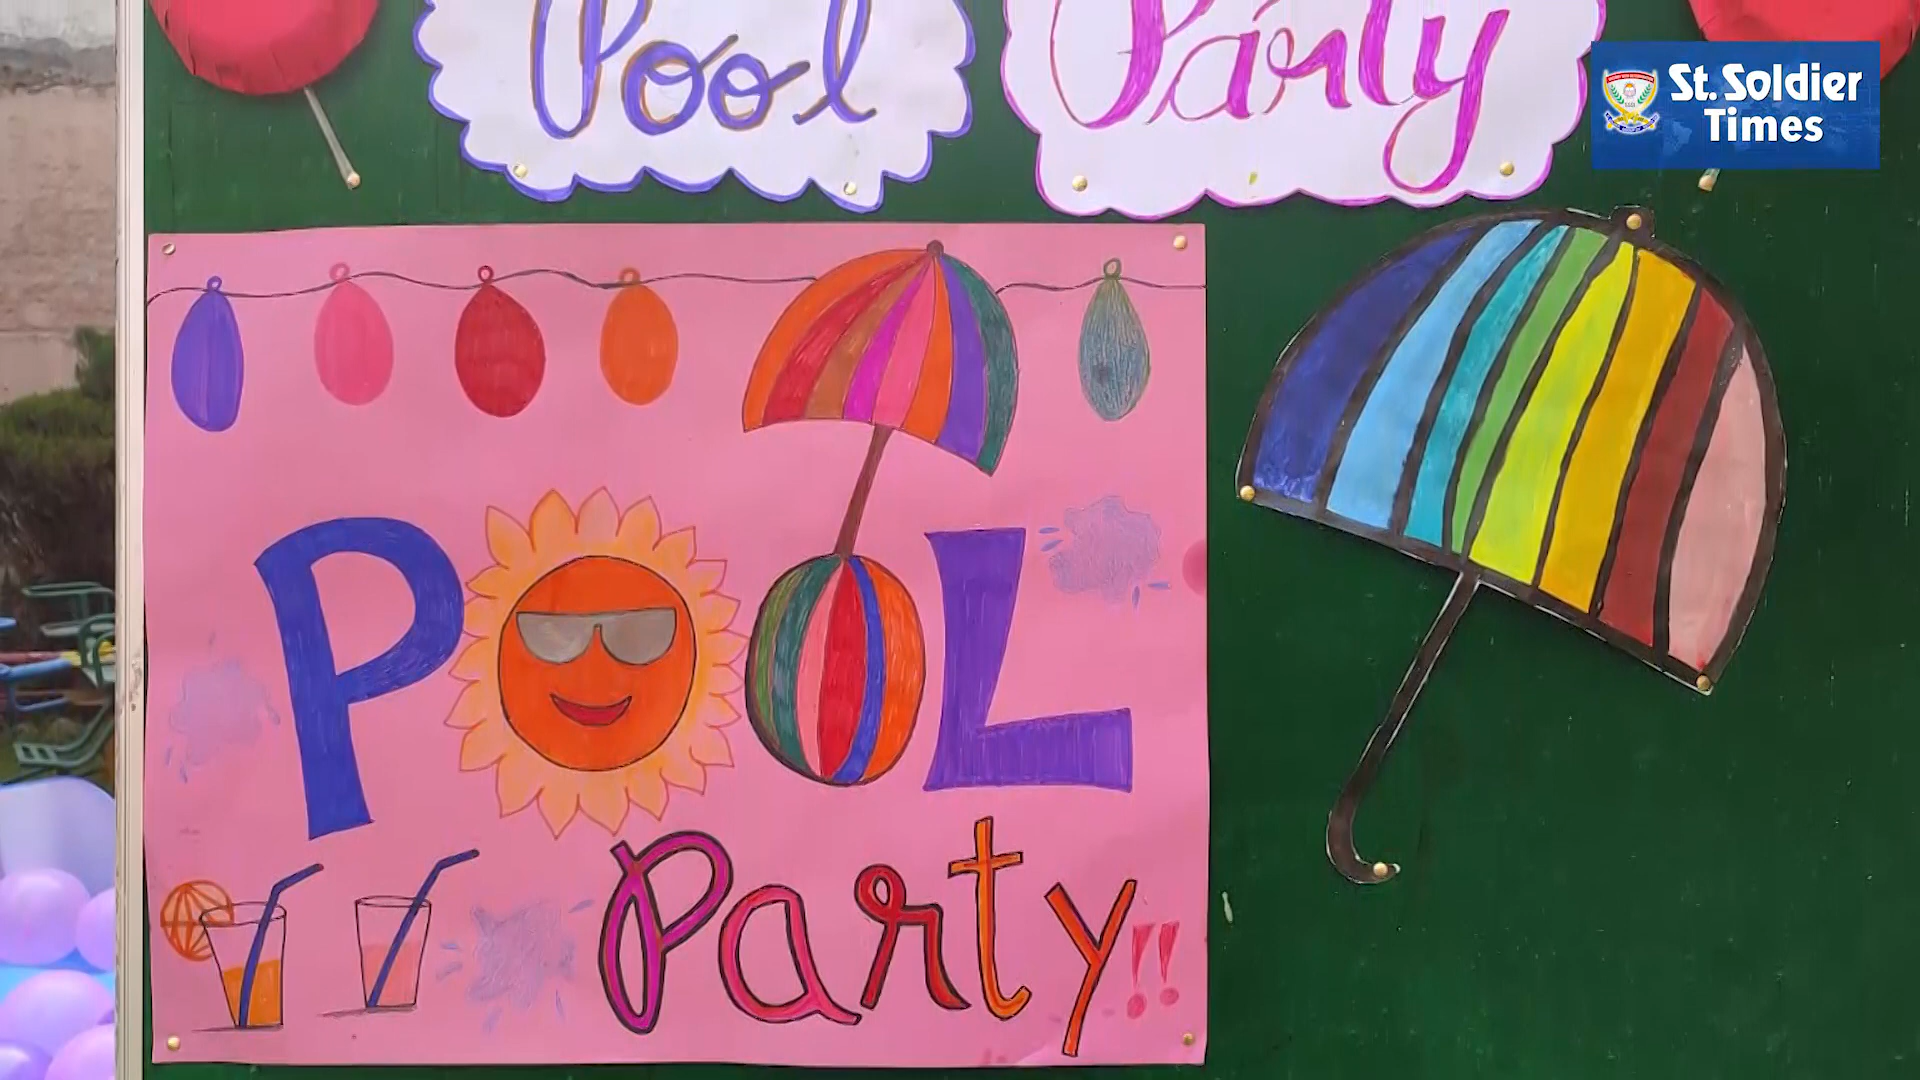 Pool Party
St. Soldier
Times
POOL
Party!!